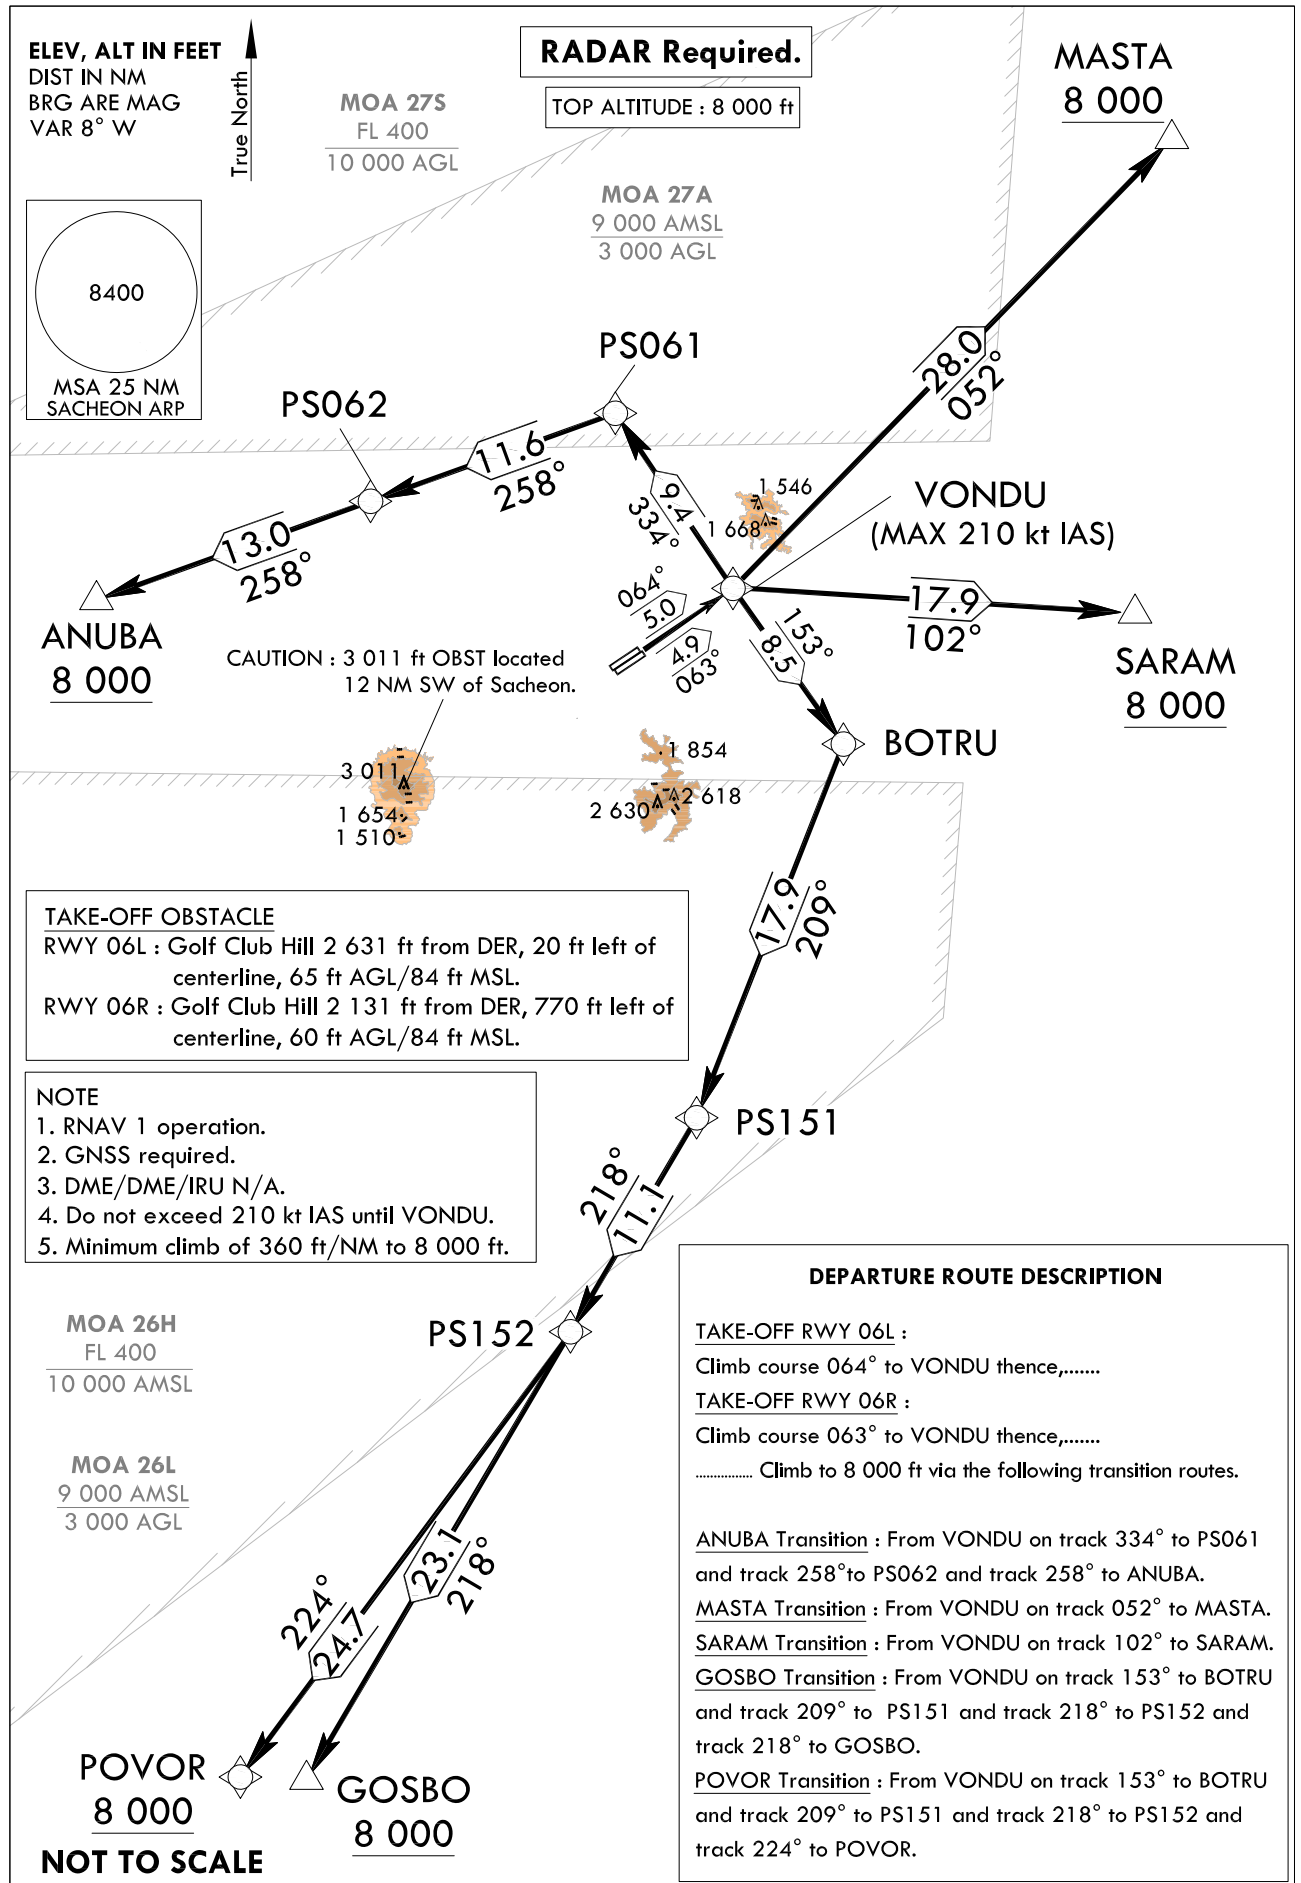 ELEV, ALT IN FEET
DIST IN NM
BRG ARE MAG
VAR 8° W
True North
RADAR Required.
TOP ALTITUDE : 8 000 ft
MOA 27S
FL 400
10 000 AGL
MOA 27A
9 000 AMSL
3 000 AGL
MASTA
8 000
8400
MSA 25 NM
SACHEON ARP
PS061
PS062
11.6
258°
13.0
258°
ANUBA
8 000
9.4
334°
28.0
052°
1 546
1 668
VONDU
(MAX 210 kt IAS)
064°
5.0
4.9
063°
17.9
102°
SARAM
8 000
153°
8.5
BOTRU
CAUTION : 3 011 ft OBST located
12 NM SW of Sacheon.
3 011
1 654
1 510
1 854
2 618
2 630
17.9
209°
TAKE-OFF OBSTACLE
RWY 06L : Golf Club Hill 2 631 ft from DER, 20 ft left of
centerline, 65 ft AGL/84 ft MSL.
RWY 06R : Golf Club Hill 2 131 ft from DER, 770 ft left of
centerline, 60 ft AGL/84 ft MSL.
NOTE
1. RNAV 1 operation.
2. GNSS required.
3. DME/DME/IRU N/A.
4. Do not exceed 210 kt IAS until VONDU.
5. Minimum climb of 360 ft/NM to 8 000 ft.
PS151
218°
11.1
PS152
MOA 26H
FL 400
10 000 AMSL
MOA 26L
9 000 AMSL
3 000 AGL
23.1
218°
224°
24.7
POVOR
8 000
GOSBO
8 000
NOT TO SCALE
DEPARTURE ROUTE DESCRIPTION
TAKE-OFF RWY 06L :
Climb course 064° to VONDU thence,.......
TAKE-OFF RWY 06R :
Climb course 063° to VONDU thence,.......
................ Climb to 8 000 ft via the following transition routes.
ANUBA Transition : From VONDU on track 334° to PS061
and track 258°to PS062 and track 258° to ANUBA.
MASTA Transition : From VONDU on track 052° to MASTA.
SARAM Transition : From VONDU on track 102° to SARAM.
GOSBO Transition : From VONDU on track 153° to BOTRU
and track 209° to PS151 and track 218° to PS152 and
track 218° to GOSBO.
POVOR Transition : From VONDU on track 153° to BOTRU
and track 209° to PS151 and track 218° to PS152 and
track 224° to POVOR.